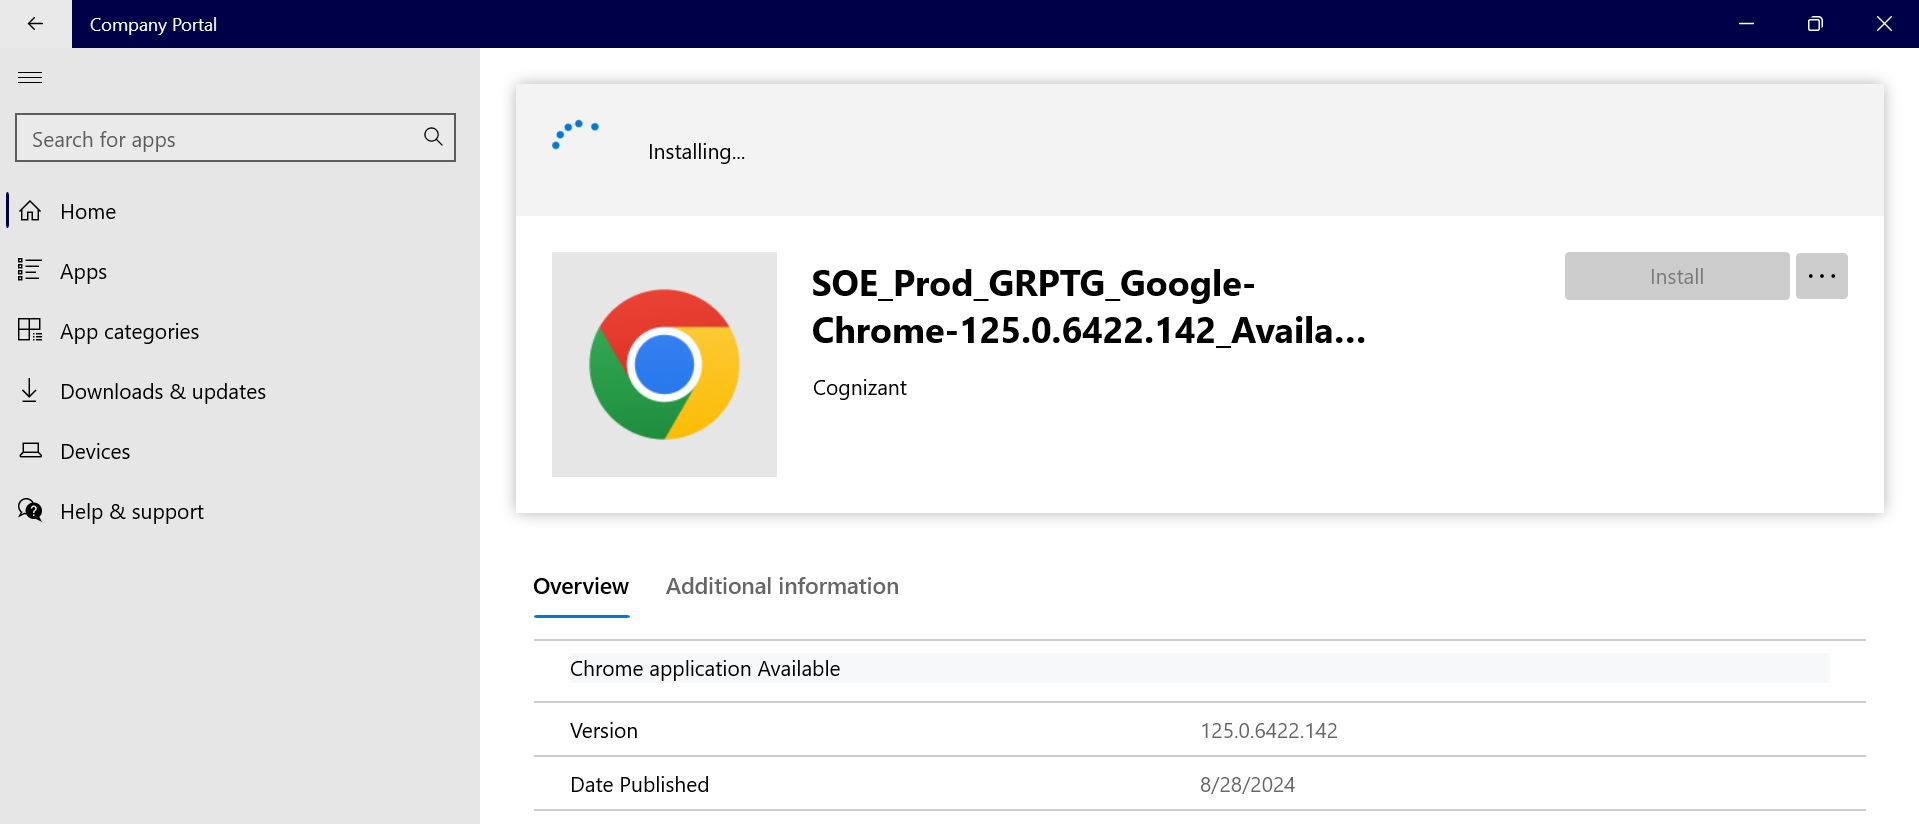 Company Portal
Search for apps
Home
Apps
App categories
Downloads & updates
Devices
Help & support
Installing...
SOE_Prod_GRPTG_Google-
Chrome-125.0.6422.142_Availa...
Cognizant
Install
Overview
Additional information
Chrome application Available
Version 125.0.6422.142
Date Published 8/28/2024